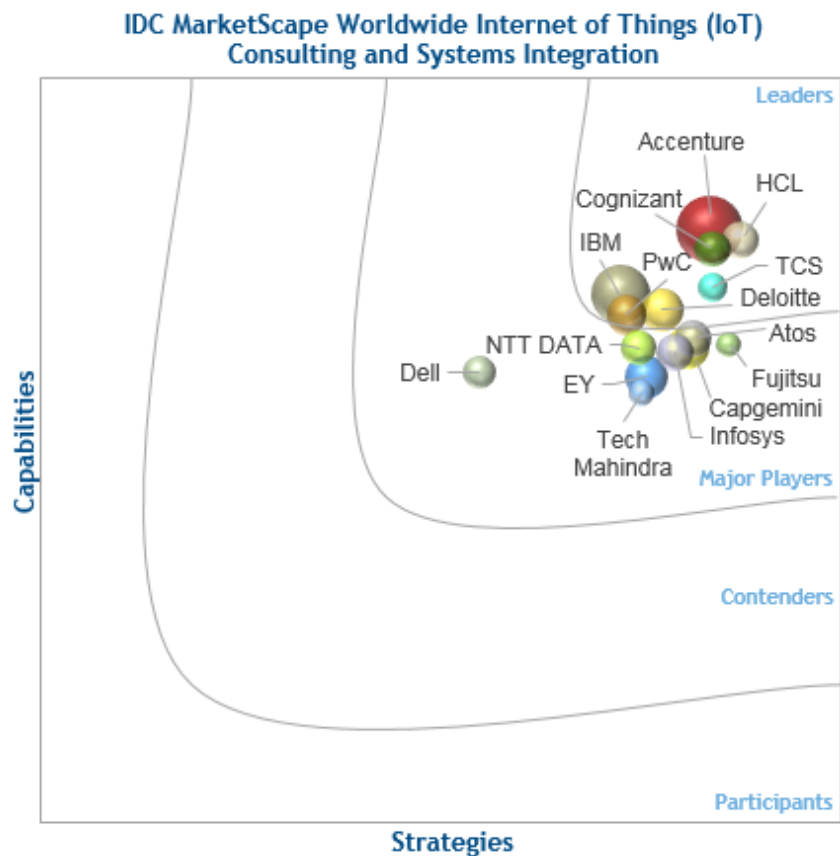 IDC MarketScape Worldwide Internet of Things (IoT)
Consulting and Systems Integration
Leaders
Accenture
HCL
Cognizant
IBM
PwC
TCS
Deloitte
Atos
NTT DATA
Dell
Fujitsu
EY
Capgemini
Infosys
Tech
Mahindra
Major Players
Capabilities
Contenders
Participants
Strategies